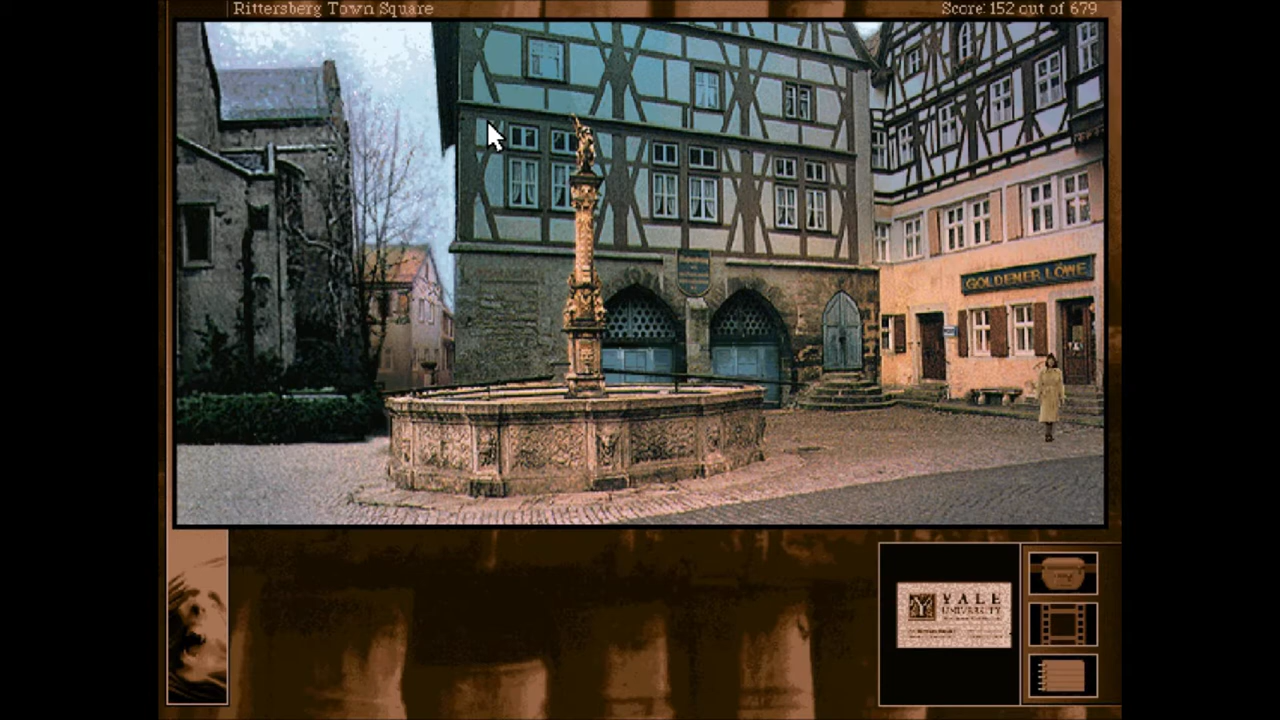 Rittersberg Town Square
Score: 152 out of 679
GOLDENER LÖWE
Y YALE
UNIVERSITY